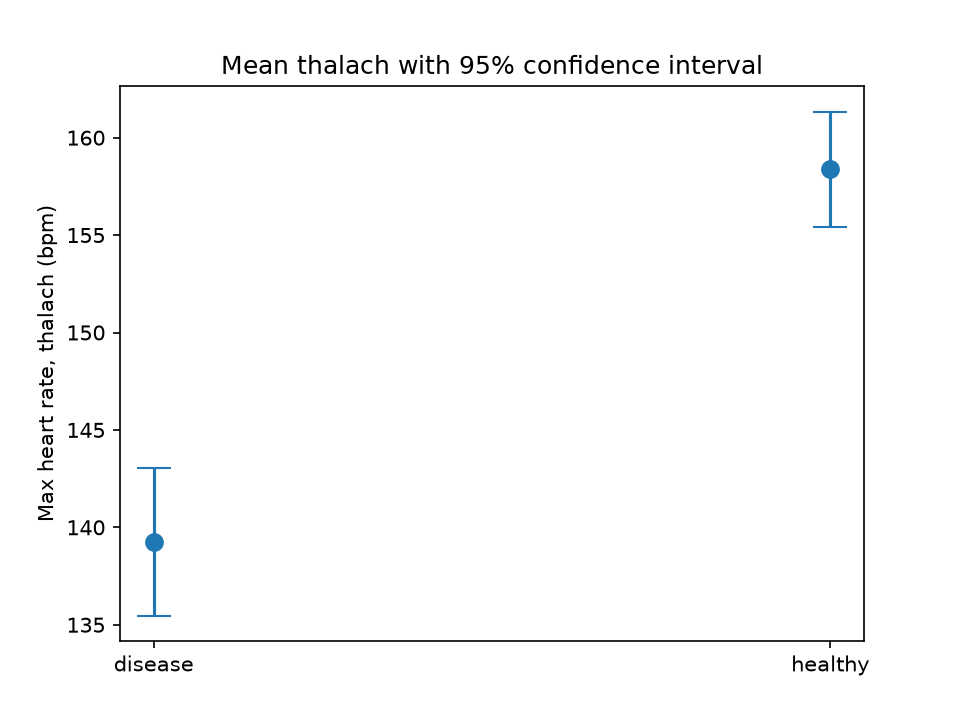 Mean thalach with 95% confidence interval
Max heart rate, thalach (bpm)
160
155
150
145
140
135
disease
healthy